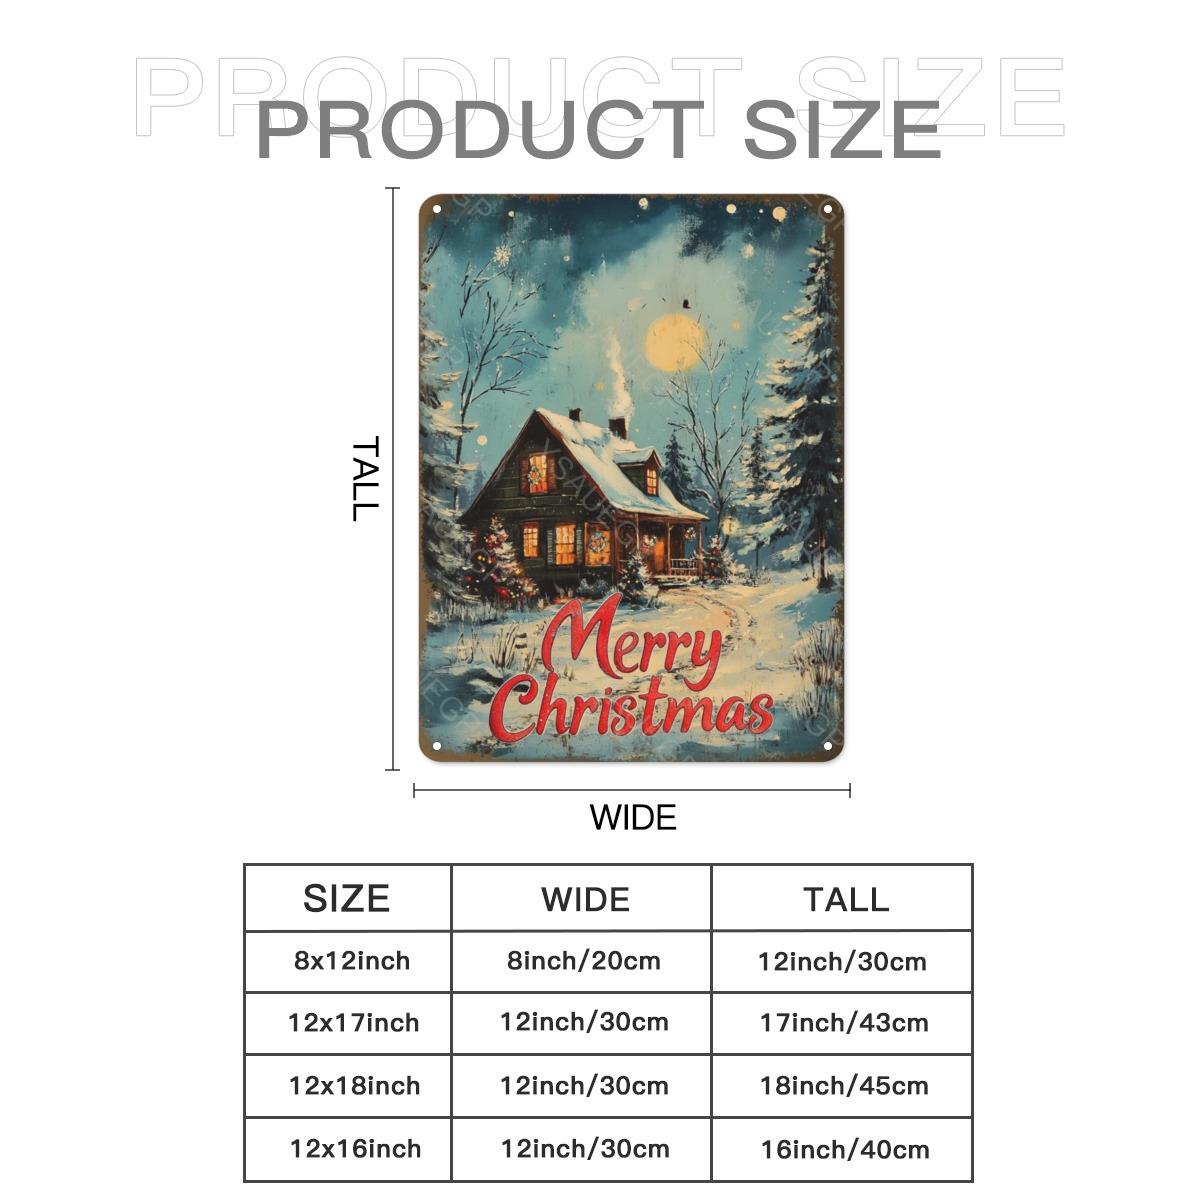 PRODUCT SIZE
PRODUCT SIZE
TALL
XSAUEGP
Merry
Christmas
WIDE
SIZE WIDE TALL
8x12inch 8inch/20cm 12inch/30cm
12x17inch 12inch/30cm 17inch/43cm
12x18inch 12inch/30cm 18inch/45cm
12x16inch 12inch/30cm 16inch/40cm